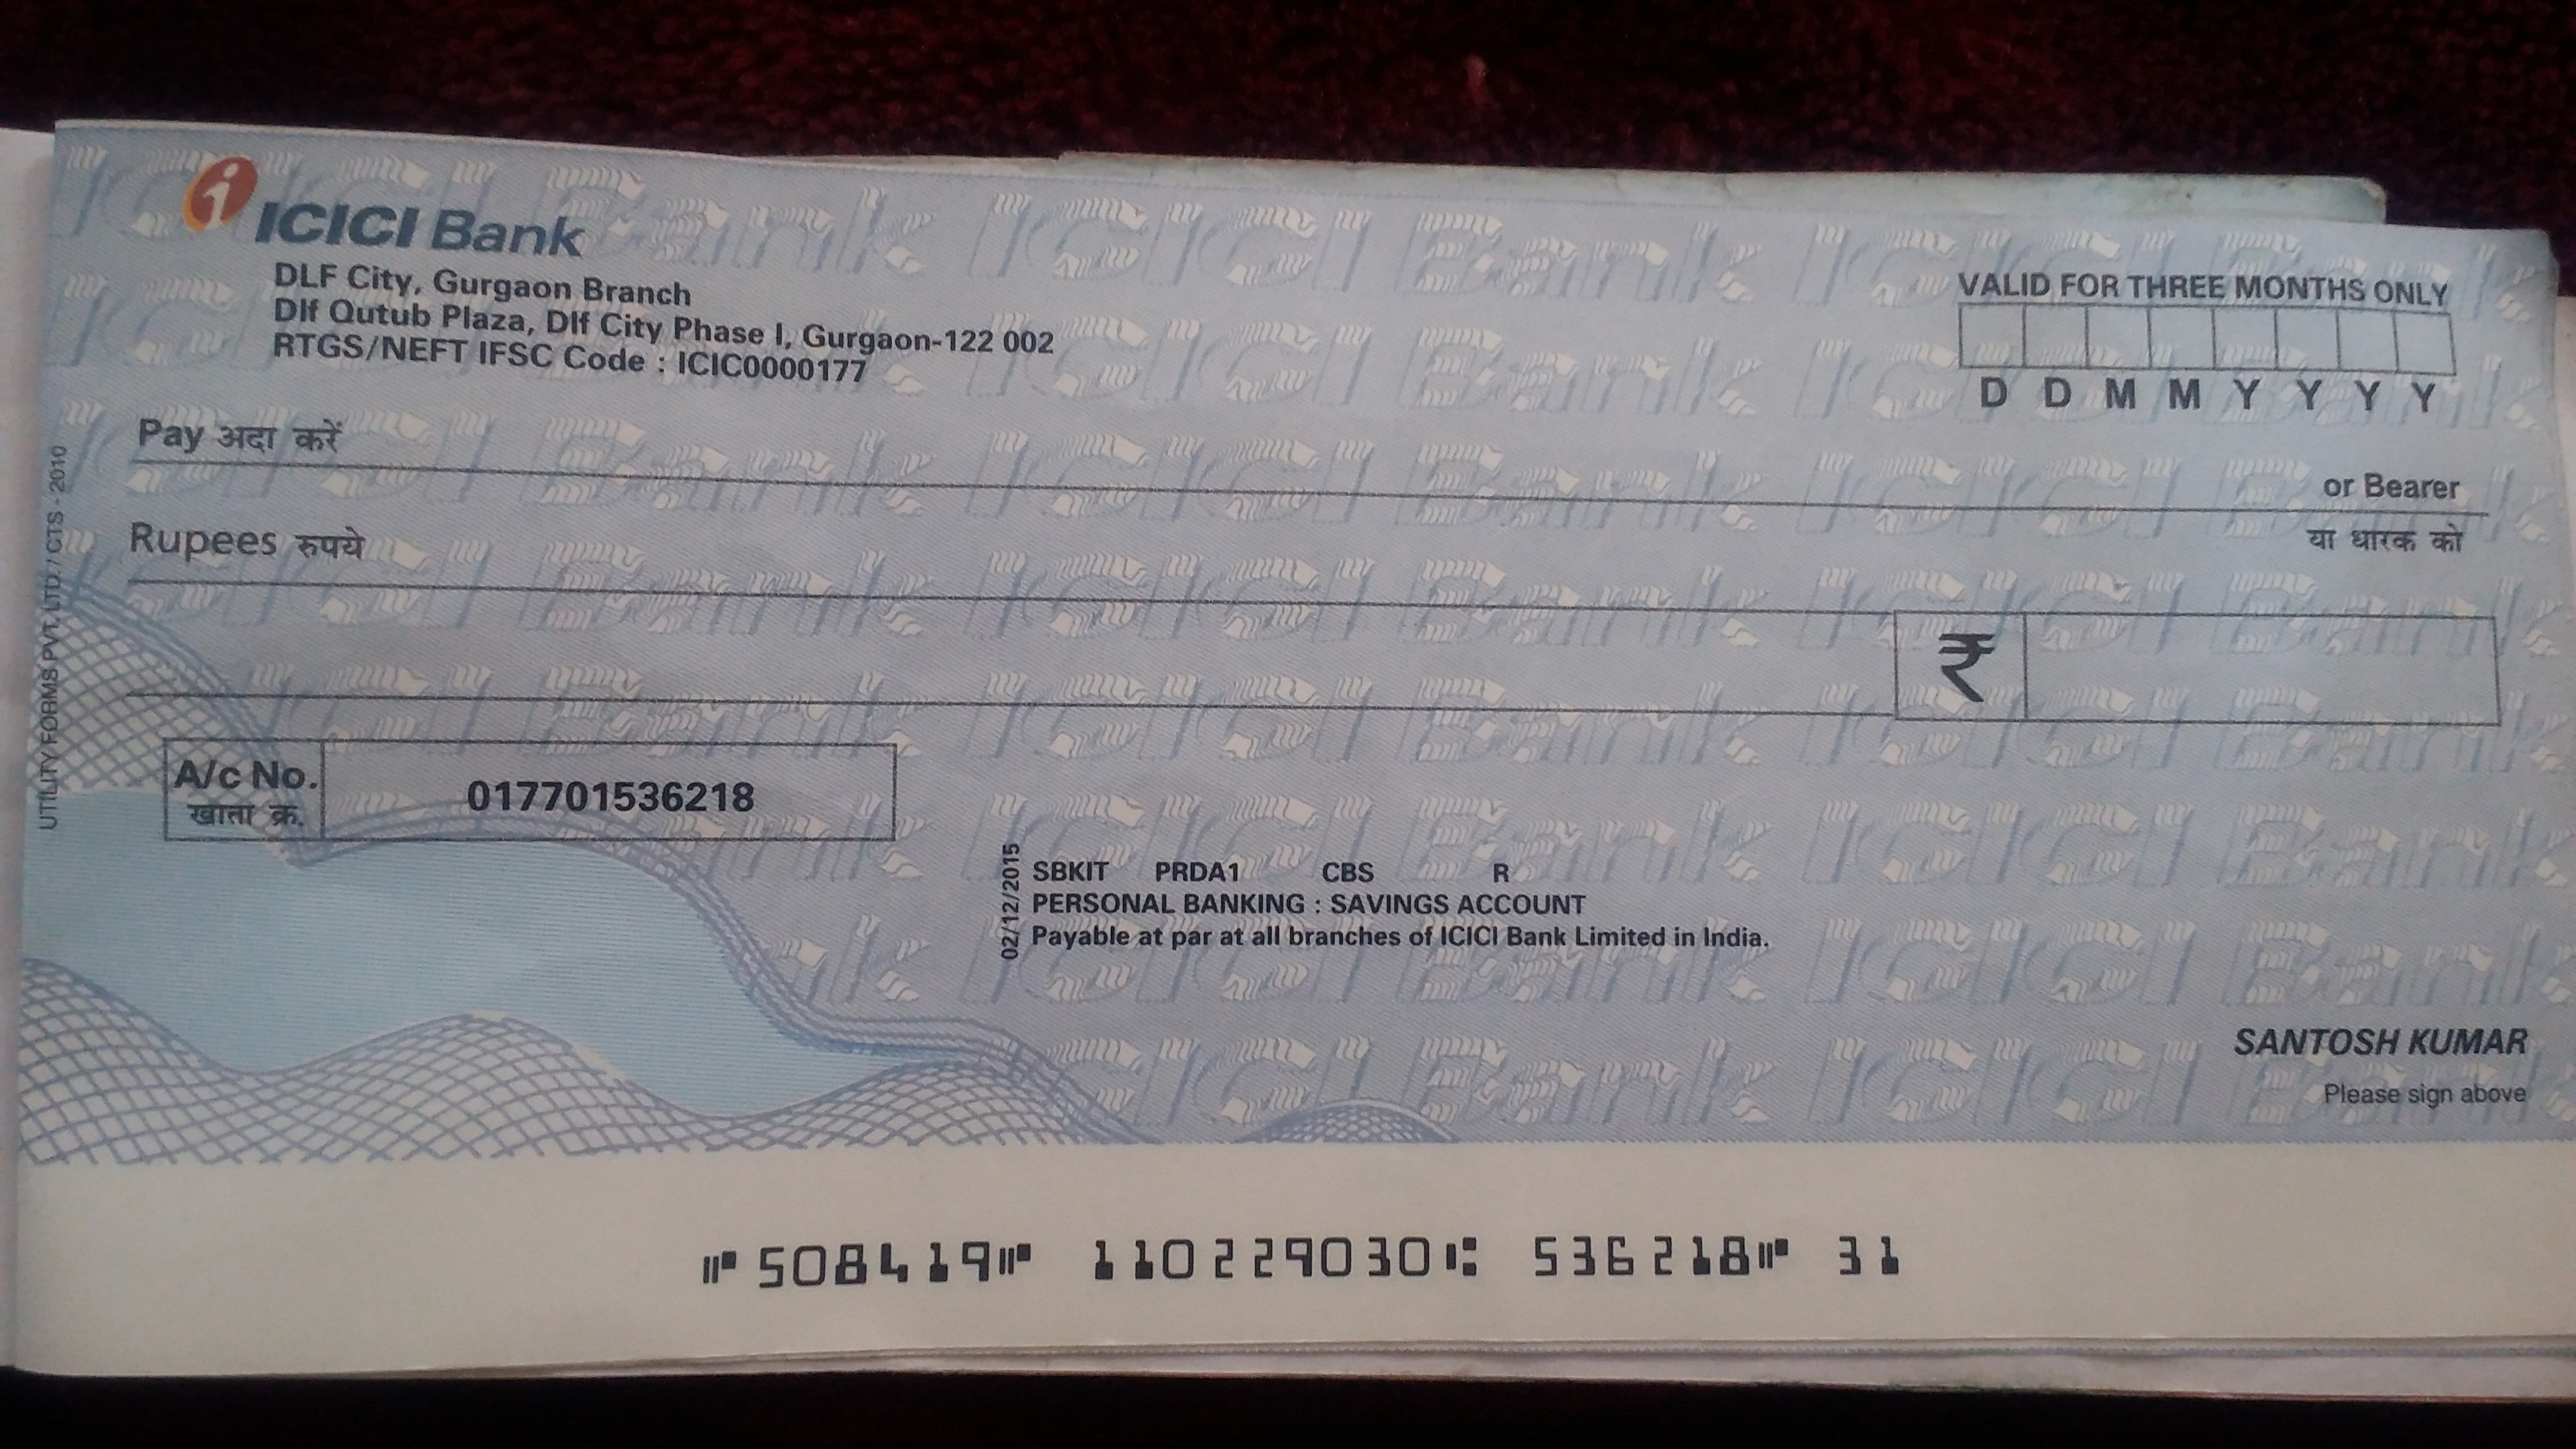 ICICI Bank
DLF City, Gurgaon Branch
Dlf Qutub Plaza, Dlf City Phase I, Gurgaon-122 002
RTGS/NEFT IFSC Code : ICIC0000177
VALID FOR THREE MONTHS ONLY
D D M M Y Y Y Y
Pay अदा करें
or Bearer
Rupees रुपये
या धारक को
₹
A/c No.
खाता क्र.
017701536218
UTILITY FORMS PVT. LTD. / CTS - 2010
02/12/2015
SBKIT PRDA1 CBS R
PERSONAL BANKING : SAVINGS ACCOUNT
Payable at par at all branches of ICICI Bank Limited in India.
SANTOSH KUMAR
Please sign above
⑈508419⑈ 110229030⑆ 536218⑈ 31